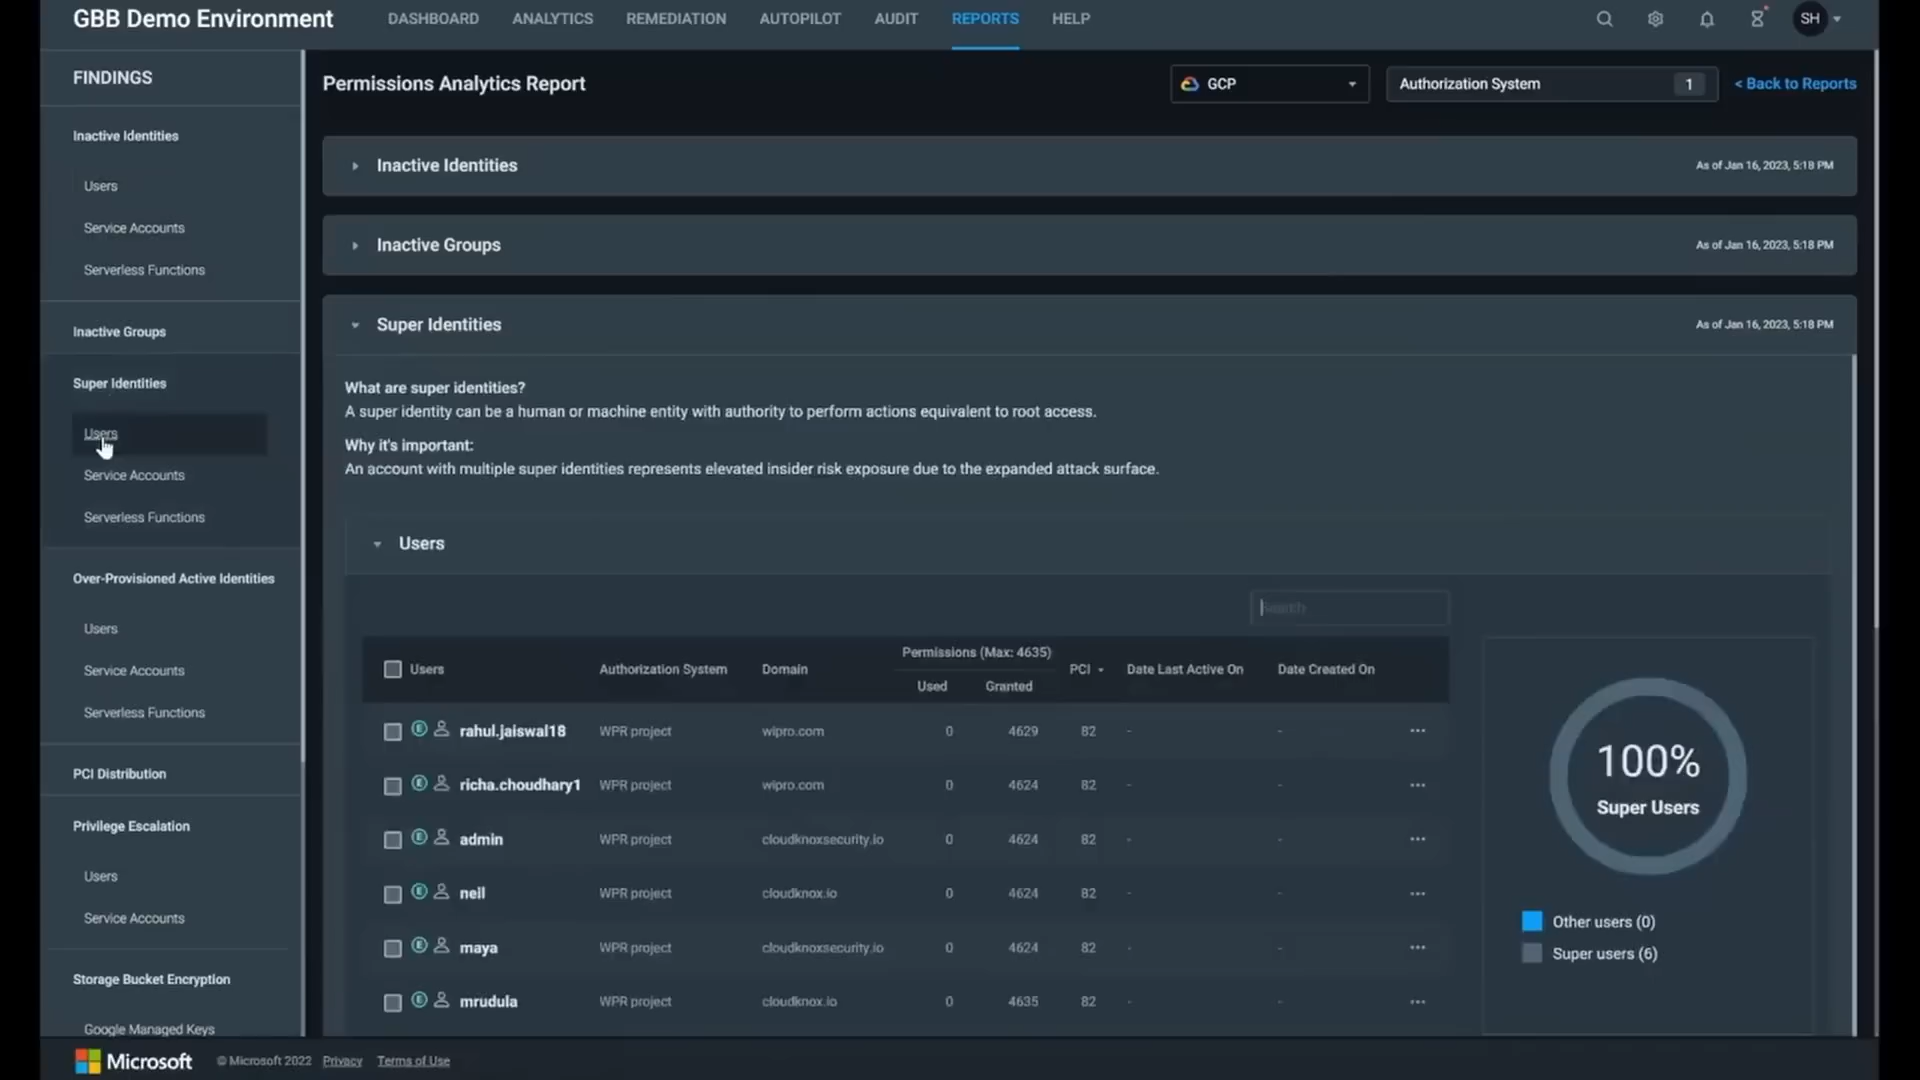 GBB Demo Environment
DASHBOARD ANALYTICS REMEDIATION AUTOPILOT AUDIT REPORTS HELP
SH
FINDINGS
Inactive Identities
Users
Service Accounts
Serverless Functions
Inactive Groups
Super Identities
Users
Service Accounts
Serverless Functions
Over-Provisioned Active Identities
Users
Service Accounts
Serverless Functions
PCI Distribution
Privilege Escalation
Users
Service Accounts
Storage Bucket Encryption
Google Managed Keys
Permissions Analytics Report
GCP
Authorization System 1
< Back to Reports
Inactive Identities As of Jan 16, 2023, 5:18 PM
Inactive Groups As of Jan 16, 2023, 5:18 PM
Super Identities As of Jan 16, 2023, 5:18 PM
What are super identities?
A super identity can be a human or machine entity with authority to perform actions equivalent to root access.
Why it's important:
An account with multiple super identities represents elevated insider risk exposure due to the expanded attack surface.
Users
Search
Permissions (Max: 4635)
Users Authorization System Domain Used Granted PCI Date Last Active On Date Created On
E rahul.jaiswal18 WPR project wipro.com 0 4629 82 - - ...
E richa.choudhary1 WPR project wipro.com 0 4624 82 - - ...
E admin WPR project cloudknoxsecurity.io 0 4624 82 - - ...
E neil WPR project cloudknox.io 0 4624 82 - - ...
E maya WPR project cloudknoxsecurity.io 0 4624 82 - - ...
E mrudula WPR project cloudknox.io 0 4635 82 - - ...
100%
Super Users
Other users (0)
Super users (6)
Microsoft © Microsoft 2022 Privacy Terms of Use